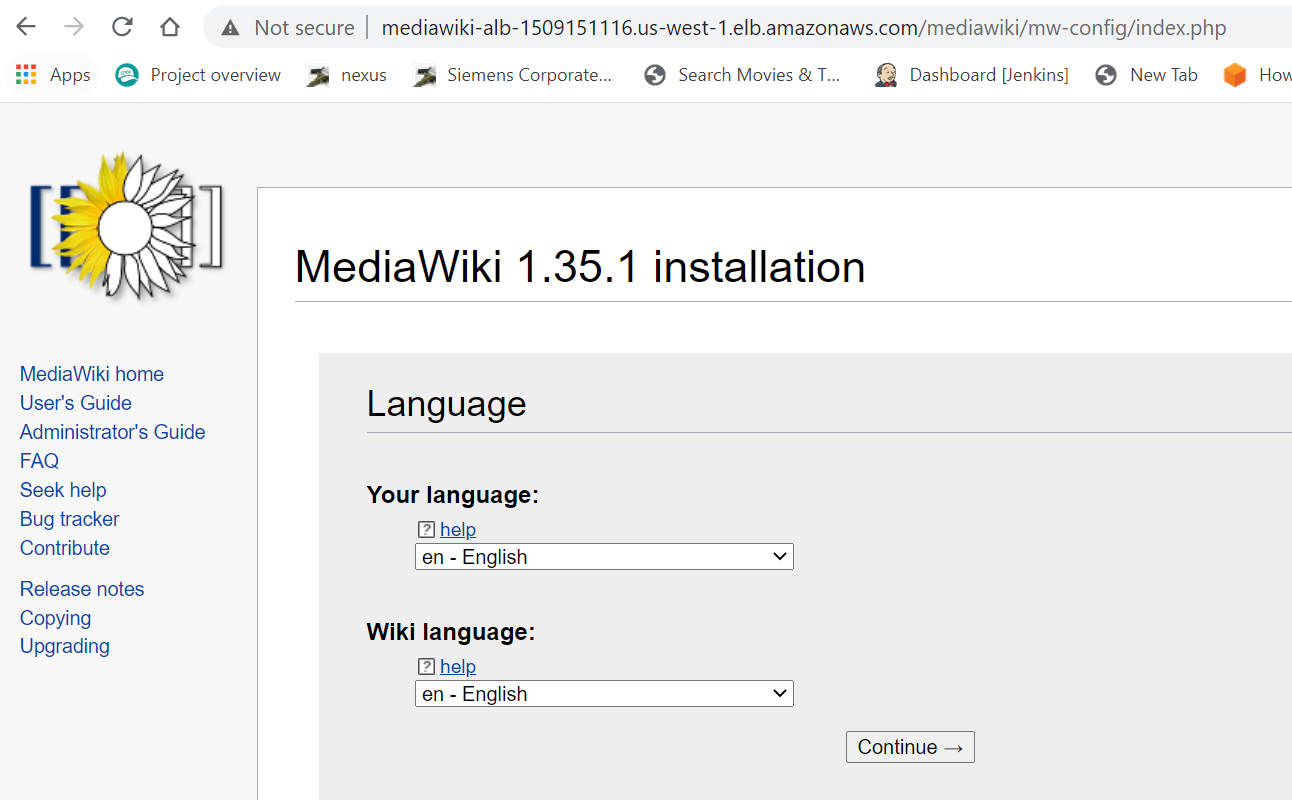 Not secure | mediawiki-alb-1509151116.us-west-1.elb.amazonaws.com/mediawiki/mw-config/index.php
Apps Project overview nexus Siemens Corporate... Search Movies & T... Dashboard [Jenkins] New Tab How
MediaWiki 1.35.1 installation
MediaWiki home
User's Guide
Administrator's Guide
FAQ
Seek help
Bug tracker
Contribute
Release notes
Copying
Upgrading
Language
Your language:
? help
en - English
Wiki language:
? help
en - English
Continue →